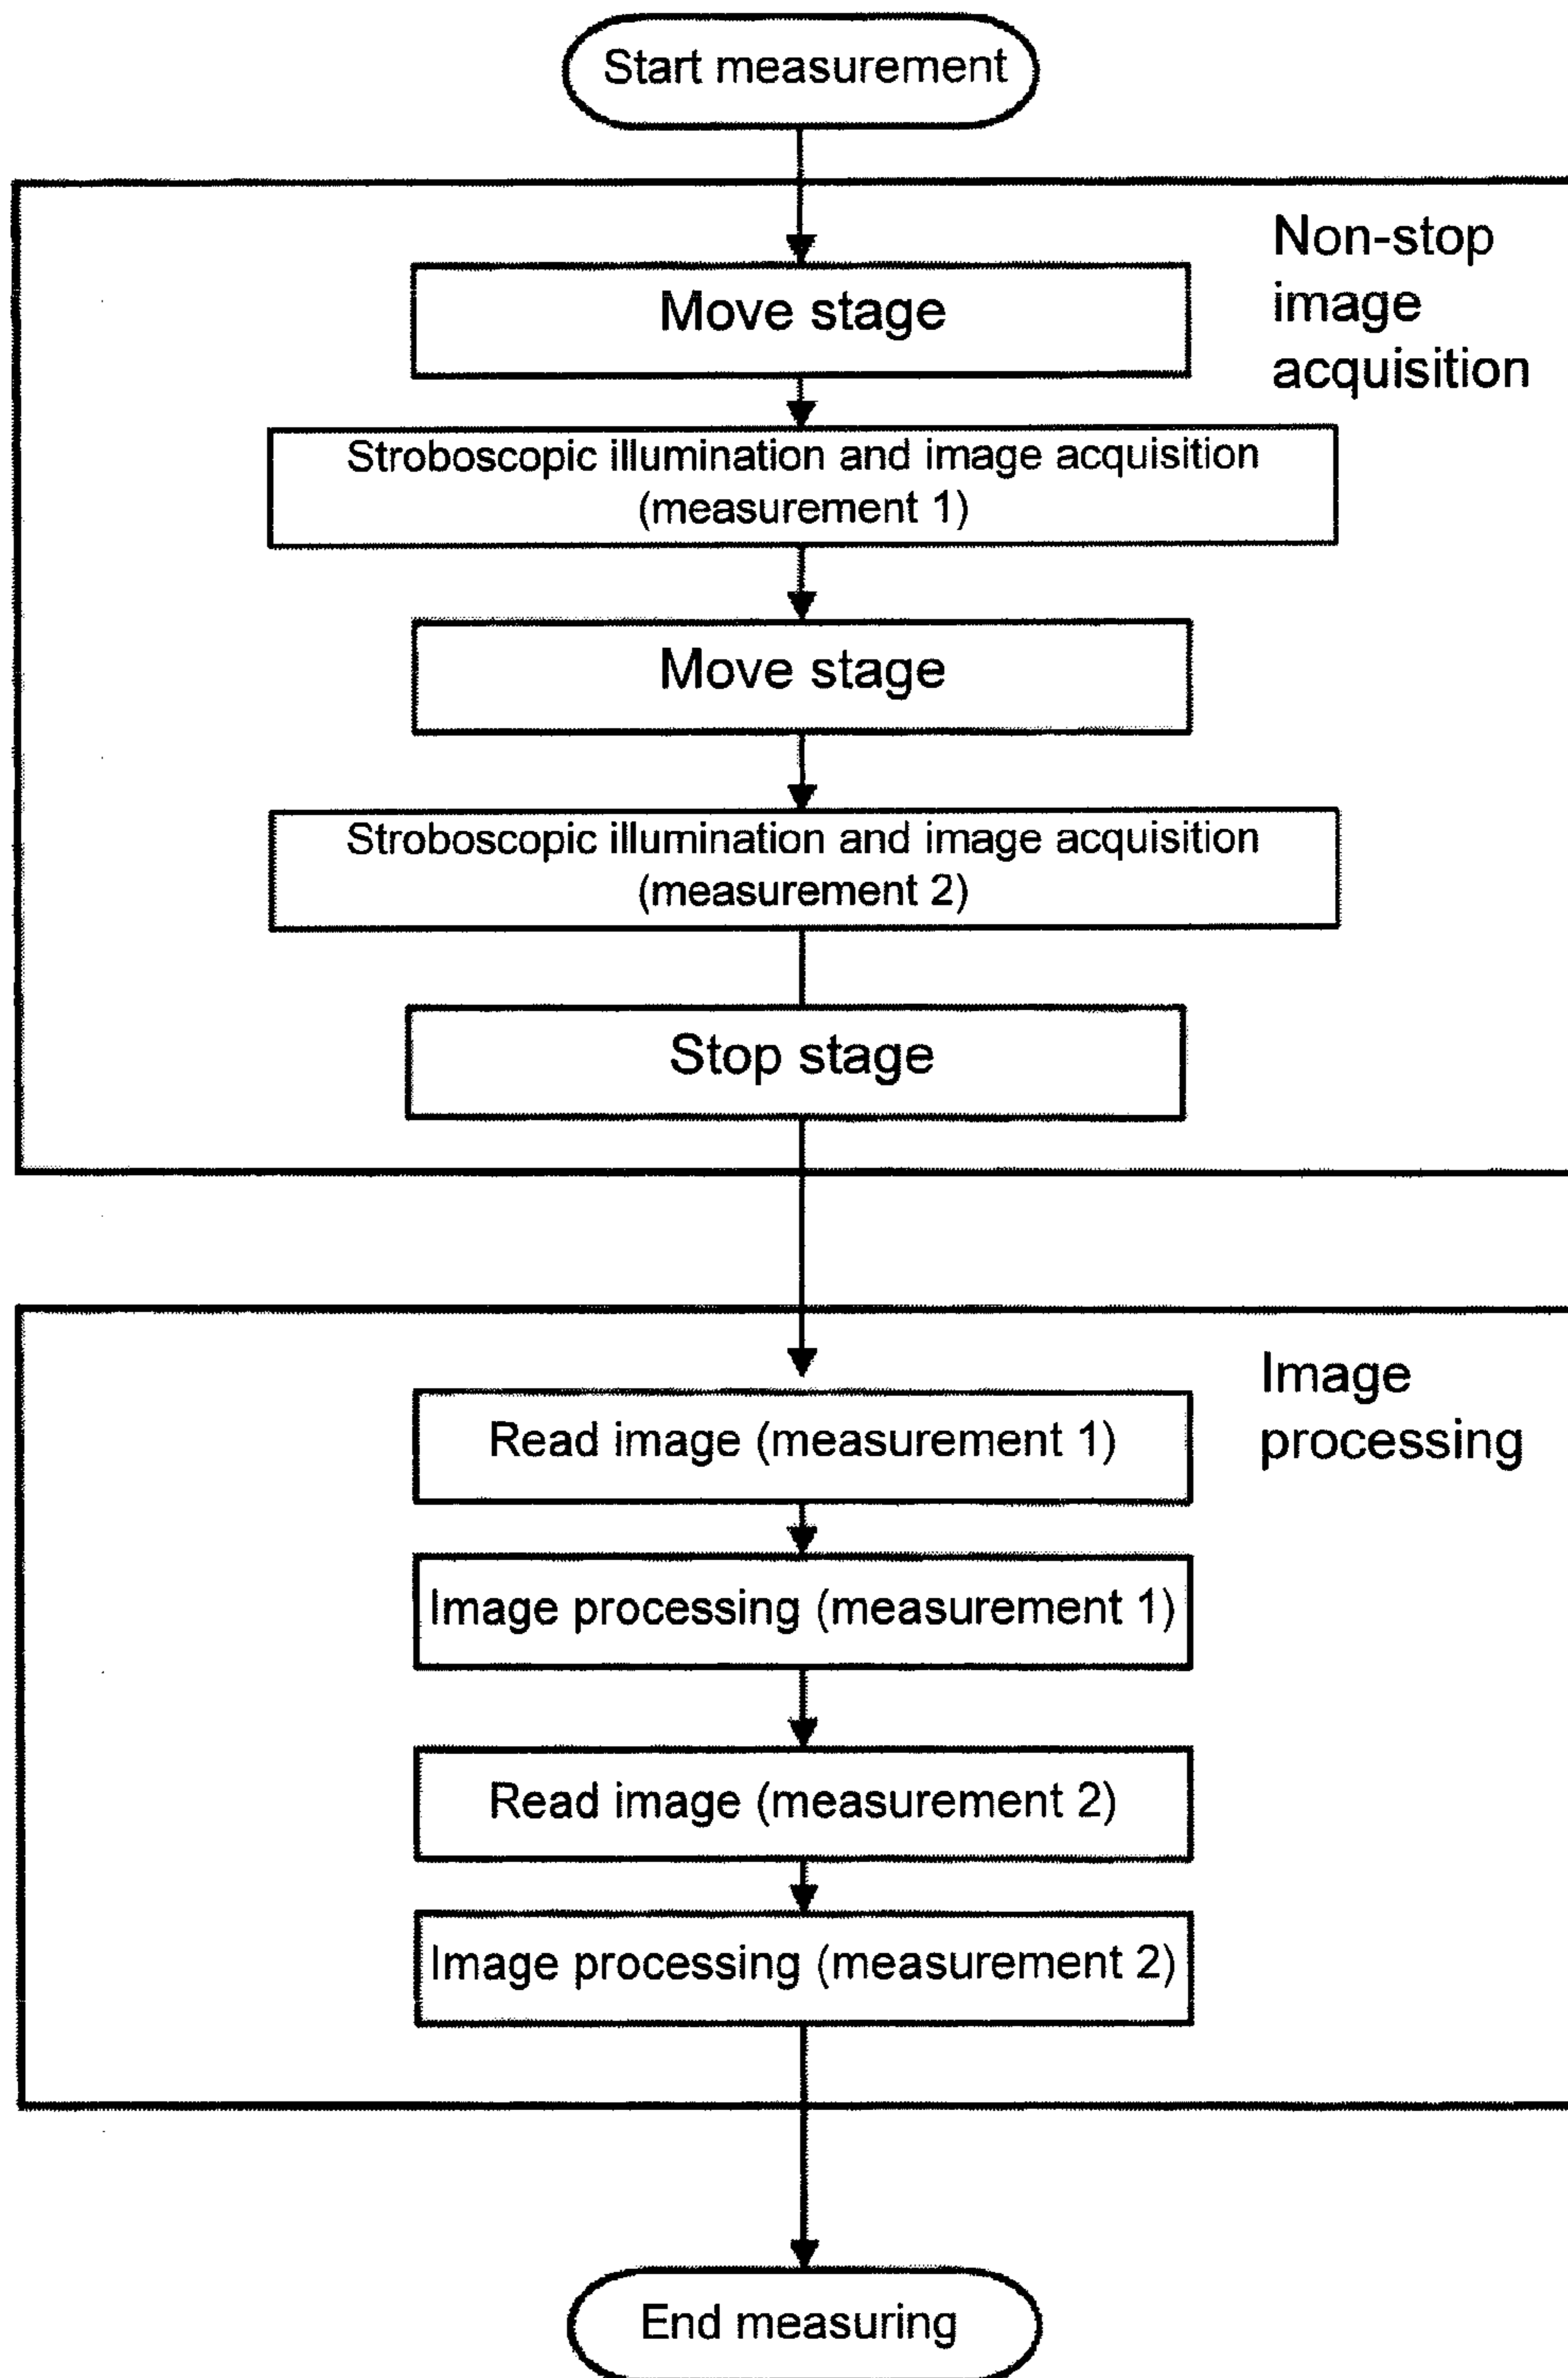 Start measurement
Non-stop
image
acquisition
Move stage
Stroboscopic illumination and image acquisition
(measurement 1)
Move stage
Stroboscopic illumination and image acquisition
(measurement 2)
Stop stage
Image
processing
Read image (measurement 1)
Image processing (measurement 1)
Read image (measurement 2)
Image processing (measurement 2)
End measuring